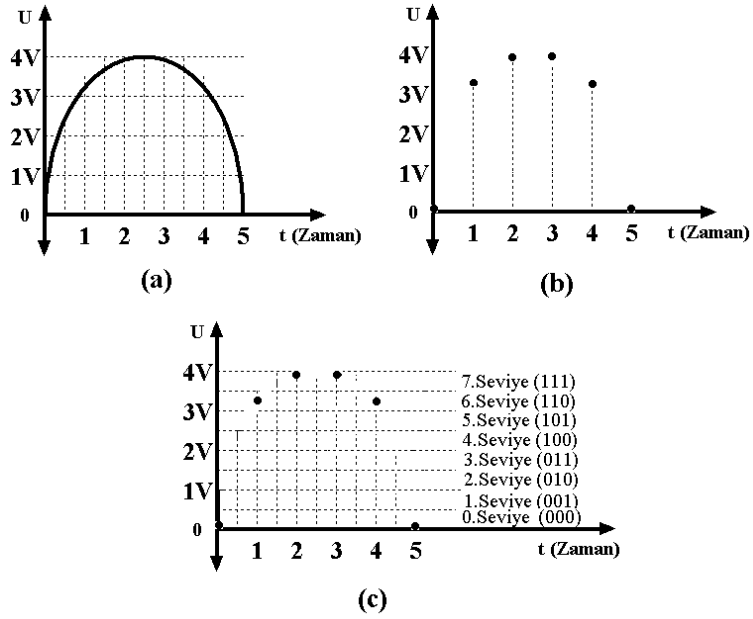 U
4V
3V
2V
1V
0
1 2 3 4 5 t (Zaman)
(a)
U
4V
3V
2V
1V
0
1 2 3 4 5 t (Zaman)
(b)
U
4V
3V
2V
1V
0
7.Seviye (111)
6.Seviye (110)
5.Seviye (101)
4.Seviye (100)
3.Seviye (011)
2.Seviye (010)
1.Seviye (001)
0.Seviye (000)
1 2 3 4 5 t (Zaman)
(c)